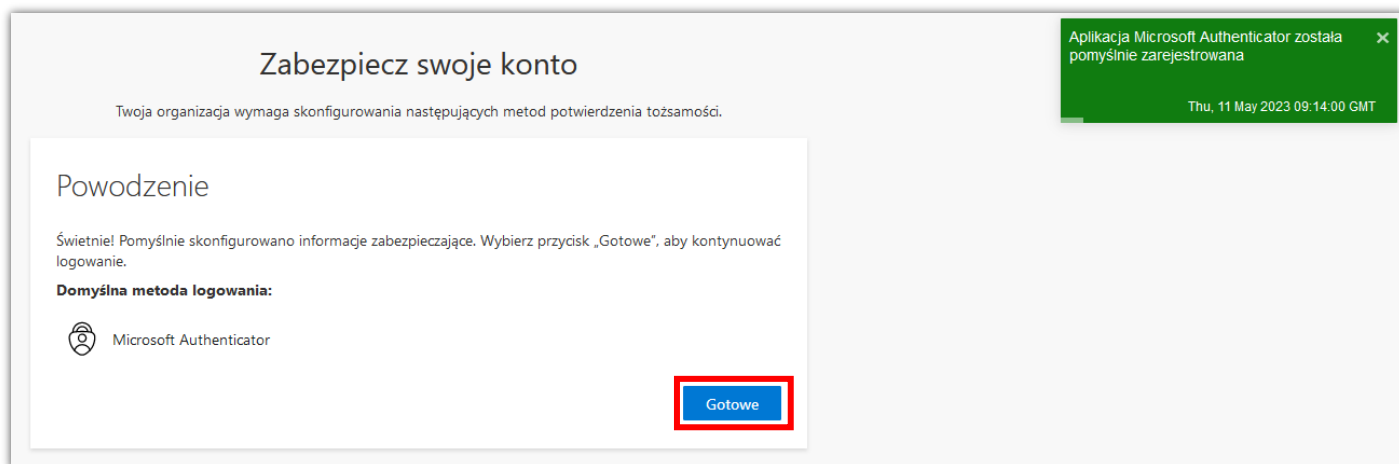 Zabezpiecz swoje konto
Twoja organizacja wymaga skonfigurowania następujących metod potwierdzenia tożsamości.
Powodzenie
Świetnie! Pomyślnie skonfigurowano informacje zabezpieczające. Wybierz przycisk „Gotowe”, aby kontynuować
logowanie.
Domyślna metoda logowania:
Microsoft Authenticator
Gotowe
Aplikacja Microsoft Authenticator została
pomyślnie zarejestrowana
Thu, 11 May 2023 09:14:00 GMT